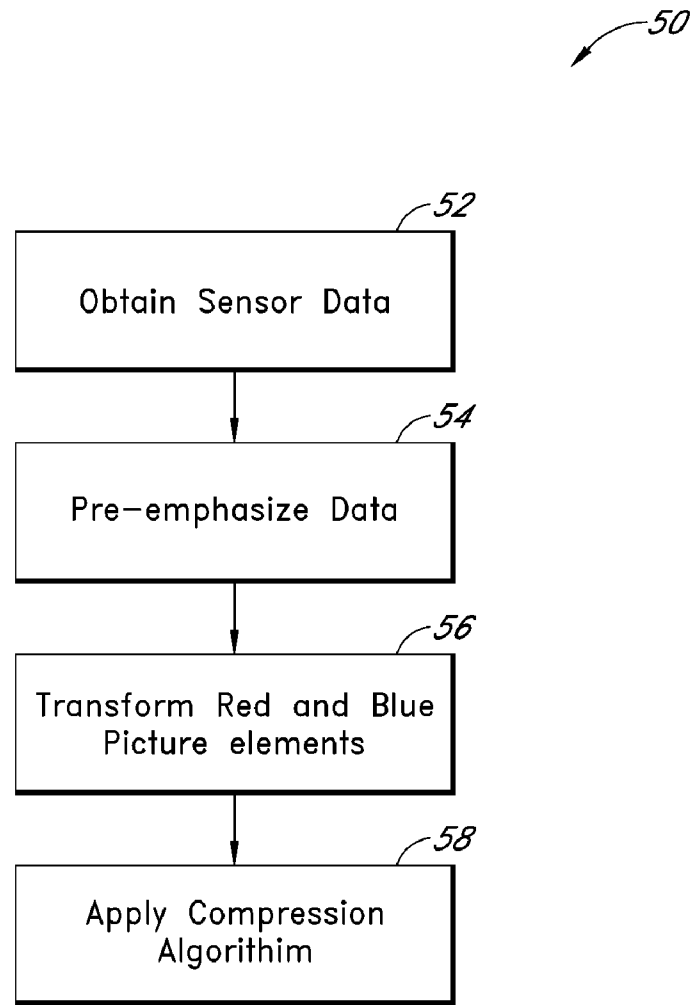 50
52
Obtain Sensor Data
54
Pre-emphasize Data
56
Transform Red and Blue
Picture elements
58
Apply Compression
Algorithim